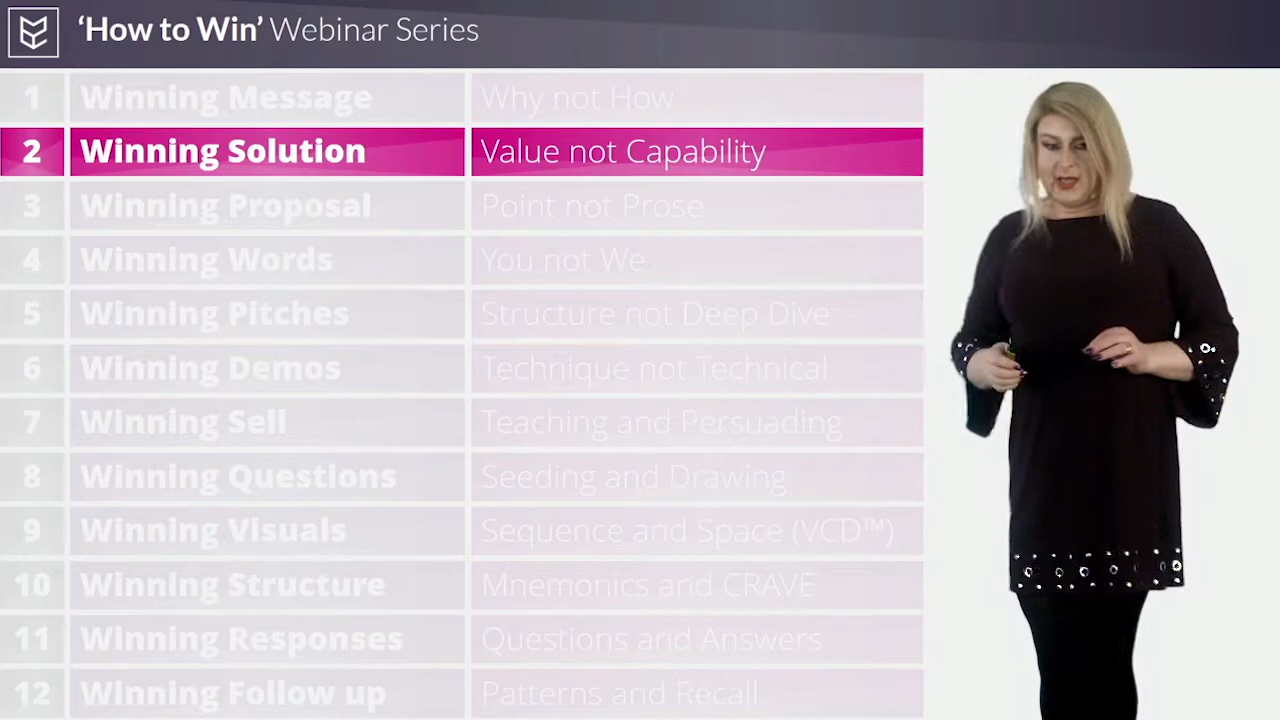 ‘How to Win’ Webinar Series
1 Winning Message Why not How
2 Winning Solution Value not Capability
3 Winning Proposal Point not Prose
4 Winning Words You not We
5 Winning Pitches Structure not Deep Dive
6 Winning Demos Technique not Technical
7 Winning Sell Teaching and Persuading
8 Winning Questions Seeding and Drawing
9 Winning Visuals Sequence and Space (VCD™)
10 Winning Structure Mnemonics and CRAVE
11 Winning Responses Questions and Answers
12 Winning Follow up Patterns and Recall